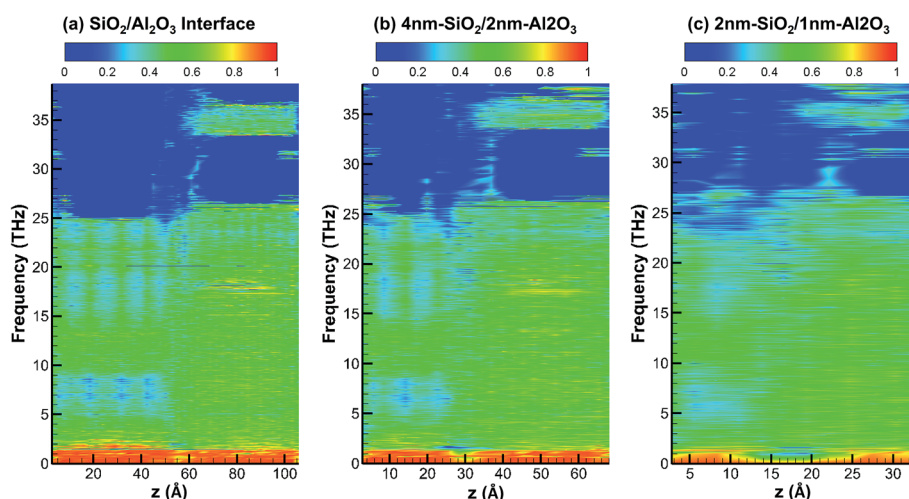 (a) SiO₂/Al₂O₃ Interface
(b) 4nm-SiO₂/2nm-Al2O₃
(c) 2nm-SiO₂/1nm-Al2O₃
0 0.2 0.4 0.6 0.8 1
0 0.2 0.4 0.6 0.8 1
0 0.2 0.4 0.6 0.8 1
Frequency (THz)
35
30
25
20
15
10
5
0
20 40 60 80 100
z (Å)
Frequency (THz)
35
30
25
20
15
10
5
0
10 20 30 40 50 60
z (Å)
Frequency (THz)
35
30
25
20
15
10
5
0
5 10 15 20 25 30
z (Å)